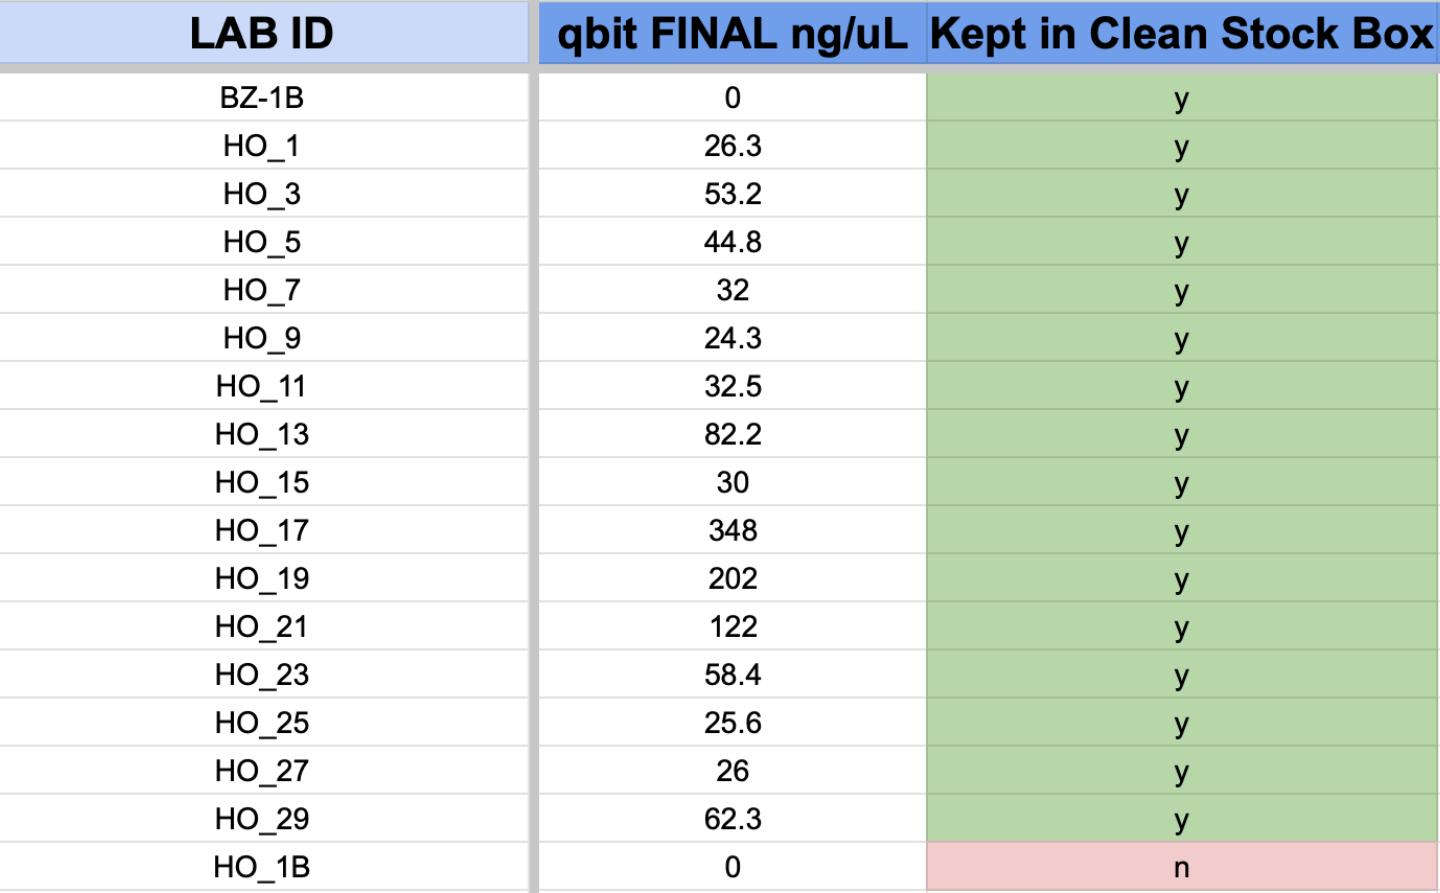 LAB ID qbit FINAL ng/uL Kept in Clean Stock Box
BZ-1B 0 y
HO_1 26.3 y
HO_3 53.2 y
HO_5 44.8 y
HO_7 32 y
HO_9 24.3 y
HO_11 32.5 y
HO_13 82.2 y
HO_15 30 y
HO_17 348 y
HO_19 202 y
HO_21 122 y
HO_23 58.4 y
HO_25 25.6 y
HO_27 26 y
HO_29 62.3 y
HO_1B 0 n